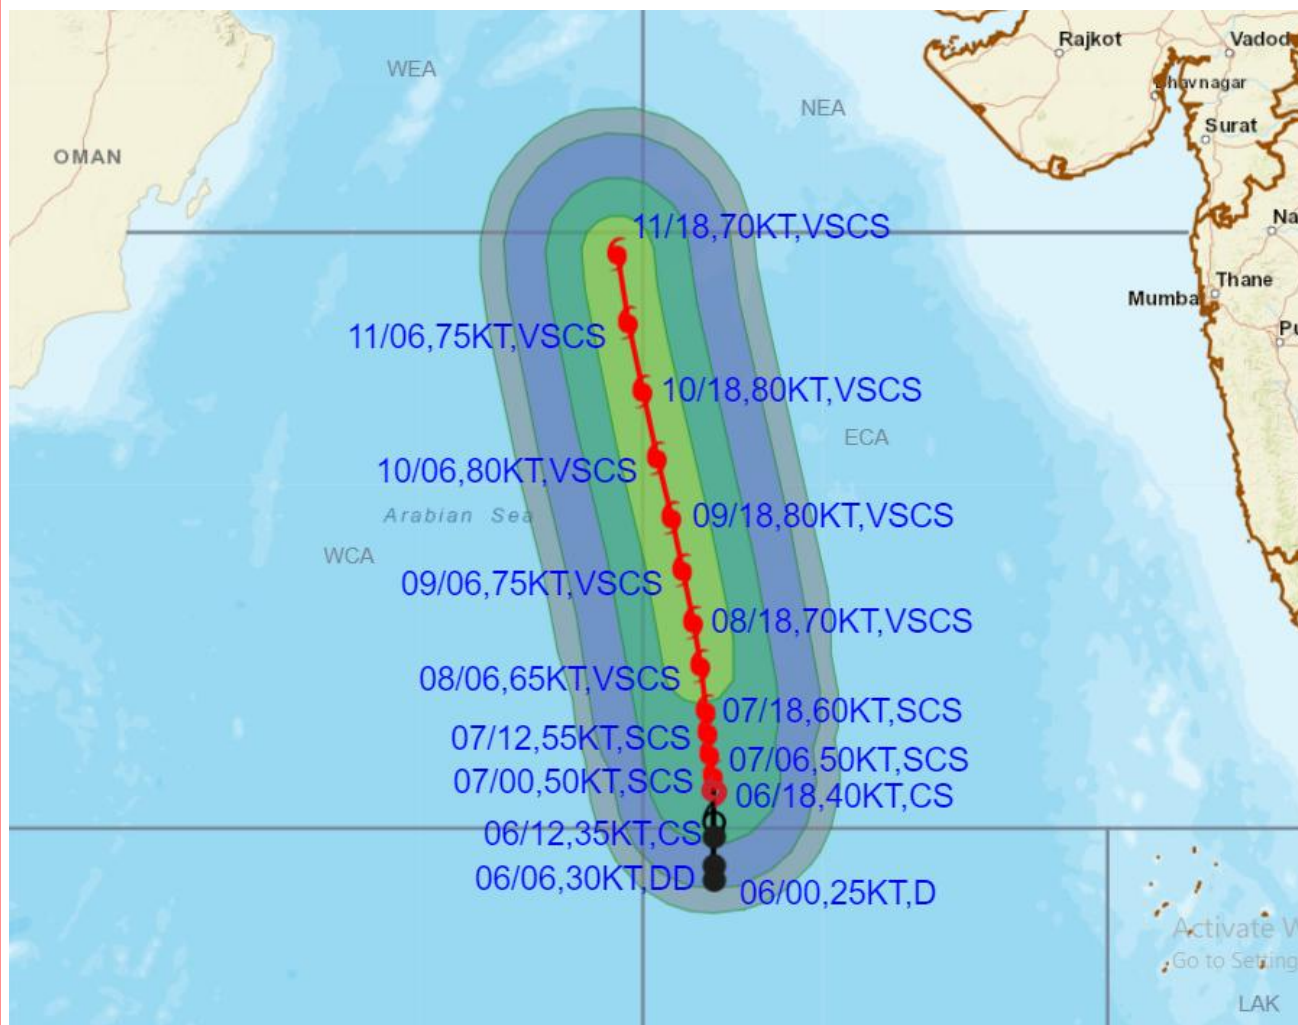 Rajkot
Vadod
WEA
Bhavnagar
NEA
Surat
OMAN
Na
11/18,70KT,VSCS
Thane
Mumba
Pu
11/06,75KT,VSCS
10/18,80KT,VSCS
ECA
10/06,80KT,VSCS
Arabian Sea
09/18,80KT,VSCS
WCA
09/06,75KT,VSCS
08/18,70KT,VSCS
08/06,65KT,VSCS
07/18,60KT,SCS
07/12,55KT,SCS
07/06,50KT,SCS
07/00,50KT,SCS
06/18,40KT,CS
06/12,35KT,CS
06/06,30KT,DD
06/00,25KT,D
Activate W
Go to Setting
LAK